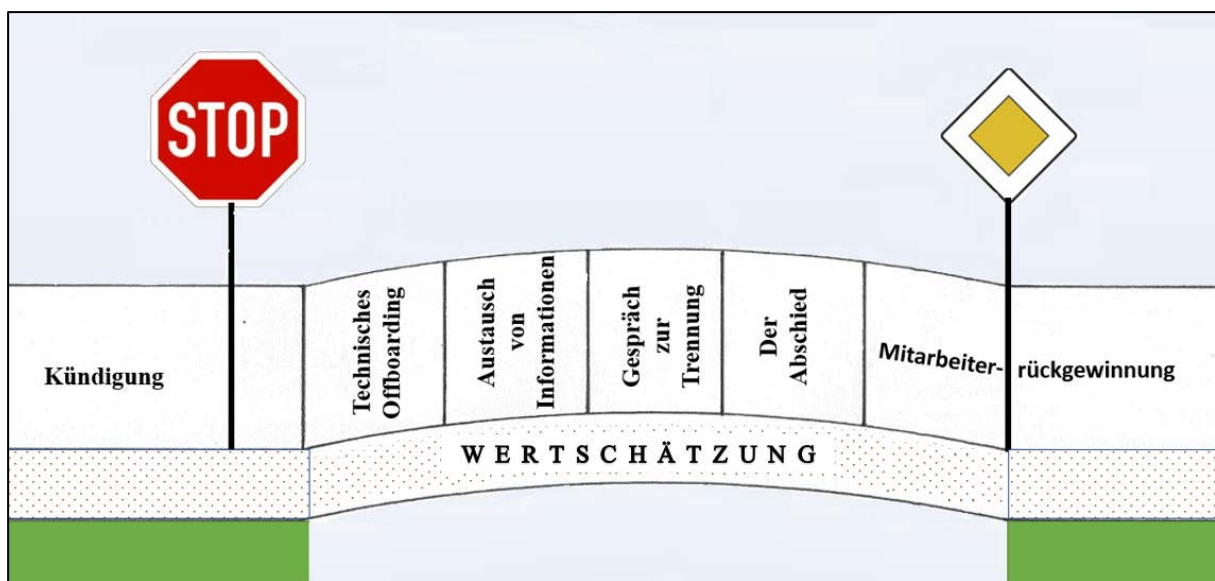 STOP
Kündigung
Technisches
Offboarding
Austausch
von
Informationen
Gespräch
zur
Trennung
Der
Abschied
Mitarbeiter-rückgewinnung
WERTSCHÄTZUNG